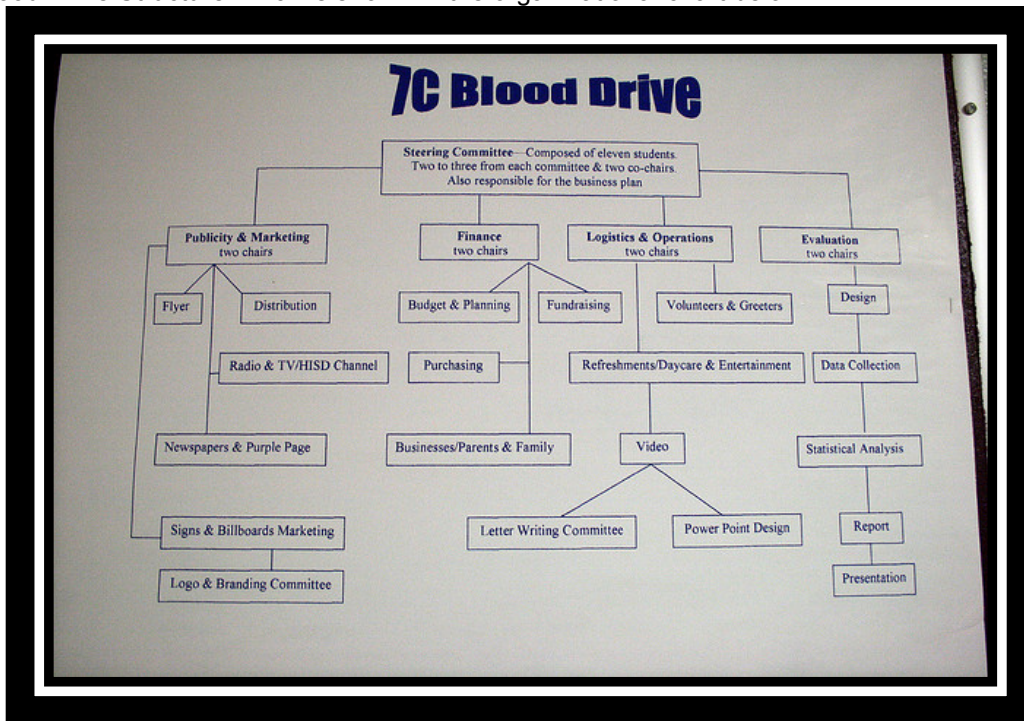 7C Blood Drive
Steering Committee—Composed of eleven students.
Two to three from each committee & two co-chairs.
Also responsible for the business plan
Publicity & Marketing
two chairs
Finance
two chairs
Logistics & Operations
two chairs
Evaluation
two chairs
Flyer
Distribution
Budget & Planning
Fundraising
Volunteers & Greeters
Design
Radio & TV/HISD Channel
Purchasing
Refreshments/Daycare & Entertainment
Data Collection
Newspapers & Purple Page
Businesses/Parents & Family
Video
Statistical Analysis
Signs & Billboards Marketing
Letter Writing Committee
Power Point Design
Report
Logo & Branding Committee
Presentation